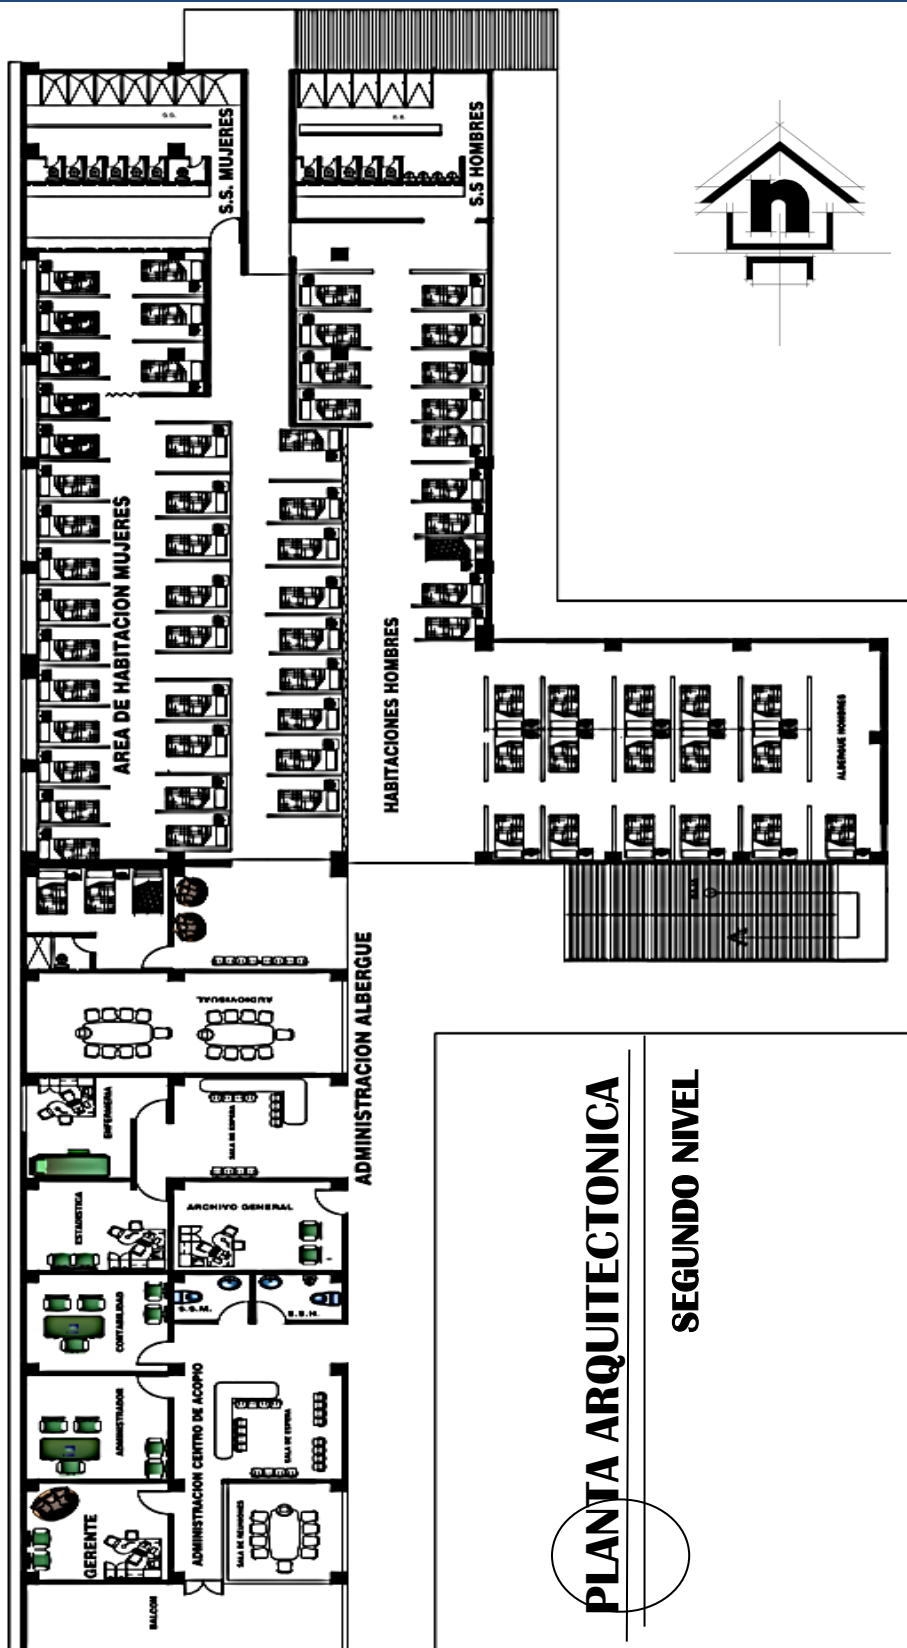 S.S. MUJERES
S.S HOMBRES
n
AREA DE HABITACION MUJERES
HABITACIONES HOMBRES
ALBERGUE HOMBRES
BAJA
AUDIOVISUAL
ADMINISTRACION ALBERGUE
ENFERMERIA
SALA DE ESPERA
ESTADISTICA
ARCHIVO GENERAL
S.S.M.
S.S.H.
CONTABILIDAD
ADMINISTRADOR
ADMINISTRACION CENTRO DE ACOPIO
SALA DE ESPERA
GERENTE
SALA DE REUNIONES
BALCON
PLANTA ARQUITECTONICA
SEGUNDO NIVEL